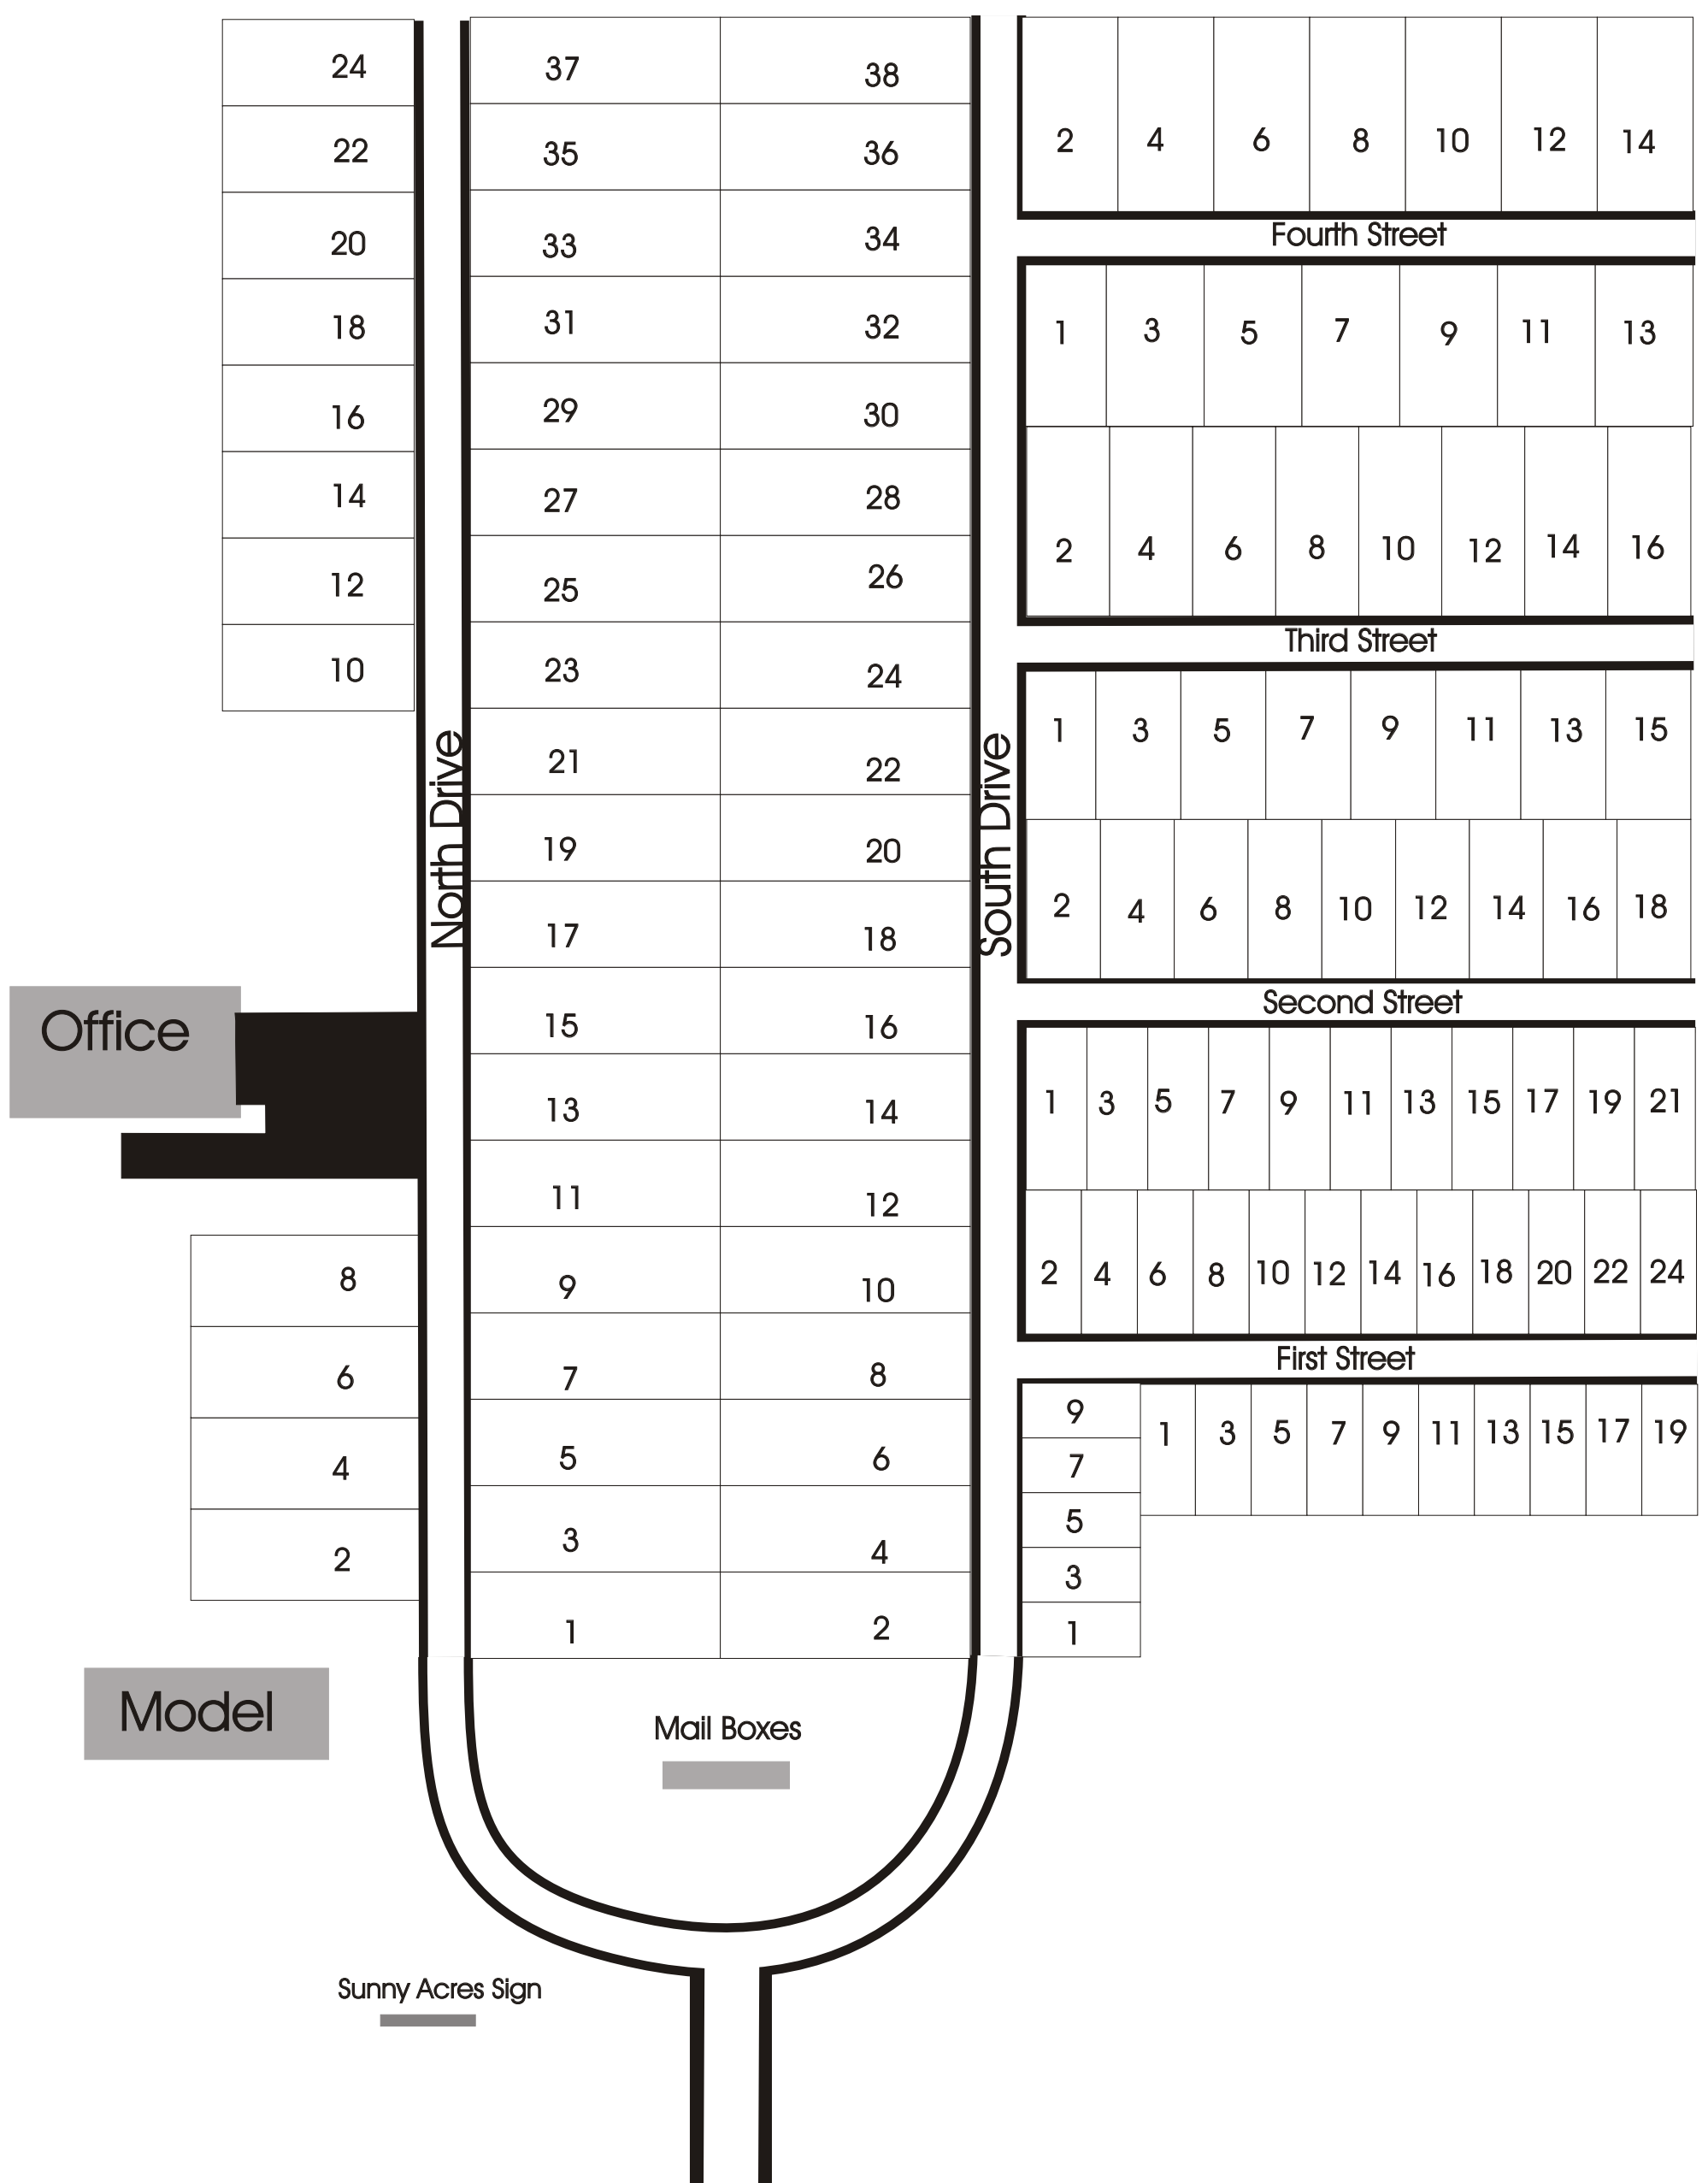 24 37 38
2 4 6 8 10 12 14
22 35 36
Fourth Street
20 33 34
18 31 32
1 3 5 7 9 11 13
16 29 30
14 27 28
2 4 6 8 10 12 14 16
12 25 26
Third Street
10 23 24
1 3 5 7 9 11 13 15
21 22
North Drive
South Drive
19 20
2 4 6 8 10 12 14 16 18
17 18
Second Street
Office
15 16
1 3 5 7 9 11 13 15 17 19 21
13 14
11 12
2 4 6 8 10 12 14 16 18 20 22 24
8 9 10
First Street
6 7 8
9
1 3 5 7 9 11 13 15 17 19
4 5 6
7
5
2 3 4
3
1 2
1
Model
Mail Boxes
Sunny Acres Sign